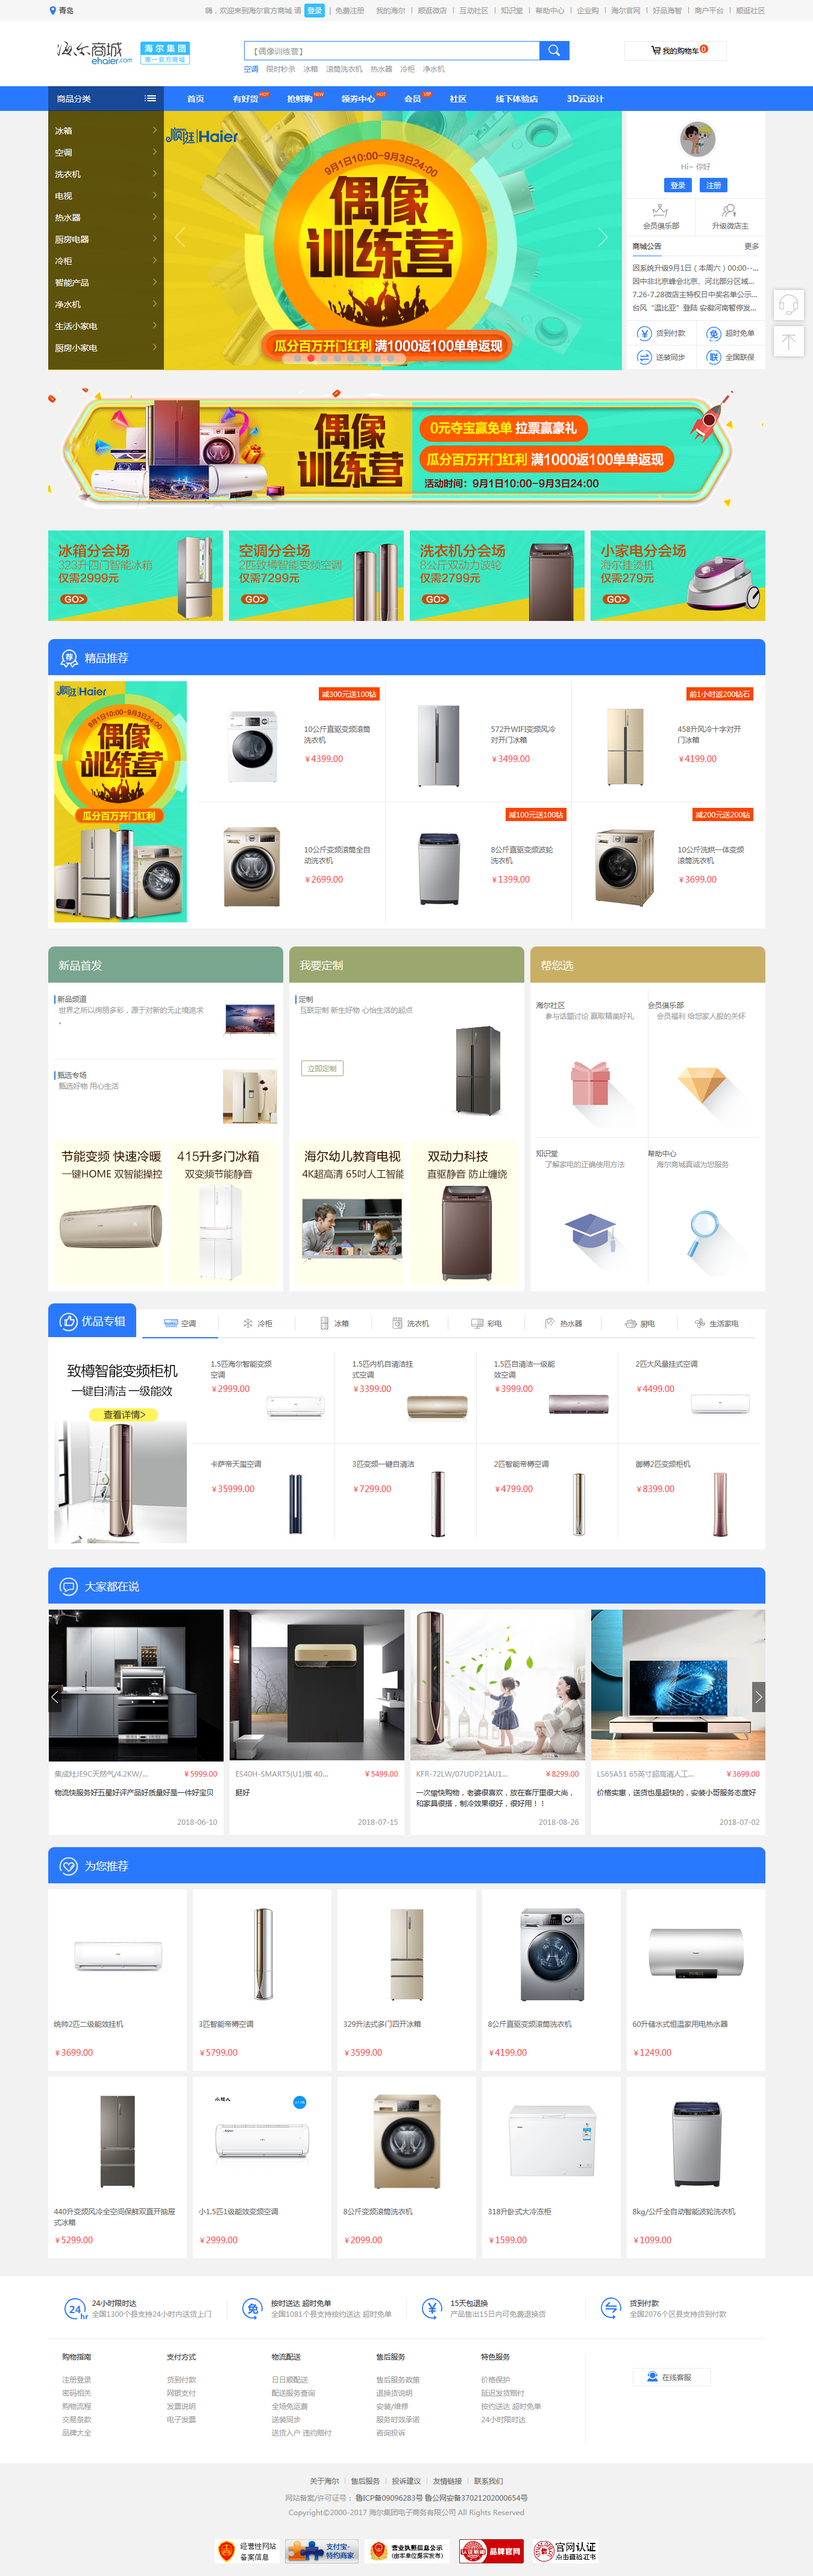 青岛
嗨，欢迎来到海尔官方商城 请 登录 | 免费注册 我的海尔 顺逛微店 互动社区 知识堂 帮助中心 企业购 海尔官网 好品海智 商户平台 顺逛社区
海尔商城
ehaier.com
海尔集团
唯一官方商城
【偶像训练营】
我的购物车 0
空调 限时秒杀 冰箱 滚筒洗衣机 热水器 冷柜 净水机
商品分类
首页 有好货 HOT 抢鲜购 NEW 领券中心 HOT 会员 VIP 社区 线下体验店 3D云设计
冰箱
空调
洗衣机
电视
热水器
厨房电器
冷柜
智能产品
净水机
生活小家电
厨房小家电
顺逛 Haier
9月1日10:00-9月3日24:00
偶像
训练营
瓜分百万开门红利 满1000返100单单返现
Hi~ 你好
登录 注册
会员俱乐部 升级微店主
商城公告 更多
因系统升级9月1日（本周六）00:00--...
因中非北京峰会北京、河北部分区域...
7.26-7.28微店主特权日中奖名单公示...
台风“温比亚”登陆 安徽河南暂停发...
货到付款 超时免单
送装同步 全国联保
偶像
训练营
0元夺宝赢免单 拉票赢豪礼
瓜分百万开门红利 满1000返100单单返现
活动时间：9月1日10:00-9月3日24:00
冰箱分会场
323升四门智能冰箱
仅需2999元
GO>
空调分会场
2匹致樽智能变频空调
仅需7299元
GO>
洗衣机分会场
8公斤双动力波轮
仅需2799元
GO>
小家电分会场
海尔挂烫机
仅需279元
GO>
精品推荐
顺逛 Haier
9月1日10:00-9月3日24:00
偶像
训练营
瓜分百万开门红利
减300元送100钻
10公斤直驱变频滚筒洗衣机
￥4399.00
572升WIFI变频风冷对开门冰箱
￥3499.00
前1小时返200钻石
458升风冷十字对开门冰箱
￥4199.00
10公斤变频滚筒全自动洗衣机
￥2699.00
减100元送100钻
8公斤直驱变频波轮洗衣机
￥1399.00
减200元送200钻
10公斤洗烘一体变频滚筒洗衣机
￥3699.00
新品首发
新品频道
世界之所以绚丽多彩，源于对新的无止境追求
。
甄选专场
甄选好物 用心生活
节能变频 快速冷暖
一键HOME 双智能操控
415升多门冰箱
双变频节能静音
我要定制
定制
互联定制 新生好物 心怡生活的起点
立即定制
海尔幼儿教育电视
4K超高清 65吋人工智能
双动力科技
直驱静音 防止缠绕
帮您选
海尔社区
参与话题讨论 赢取精美好礼
会员俱乐部
会员福利 给您家人般的关怀
知识堂
了解家电的正确使用方法
帮助中心
海尔商城真诚为您服务
优品专辑
空调 冷柜 冰箱 洗衣机 彩电 热水器 厨电 生活家电
致樽智能变频柜机
一键自清洁 一级能效
查看详情>
1.5匹海尔智能变频空调
￥2999.00
1.5匹内机自清洁挂式空调
￥3399.00
1.5匹自清洁一级能效空调
￥3999.00
2匹大风量挂式空调
￥4499.00
卡萨帝天玺空调
￥35999.00
3匹变频一键自清洁
￥7299.00
2匹智能帝樽空调
￥4799.00
御樽2匹变频柜机
￥8399.00
大家都在说
集成灶JE9C天然气/4.2KW/... ￥5999.00
物流快服务好五星好评产品好质量好是一件好宝贝
2018-06-10
ES40H-SMART5(U1)槟 40... ￥5499.00
挺好
2018-07-15
KFR-72LW/07UDP21AU1... ￥8299.00
一次愉快购物，老婆很喜欢，放在客厅里很大尚，
和家具很搭，制冷效果很好，很好用！！
2018-08-26
LS65A51 65英寸超高清人工... ￥3699.00
价格实惠，送货也是超快的，安装小哥服务态度好
2018-07-02
为您推荐
统帅2匹二级能效挂机
￥3699.00
3匹智能帝樽空调
￥5799.00
329升法式多门四开冰箱
￥3599.00
8公斤直驱变频滚筒洗衣机
￥4199.00
60升储水式恒温家用电热水器
￥1249.00
440升变频风冷全空间保鲜双直开抽屉式冰箱
￥5299.00
小1.5匹1级能效变频空调
￥2999.00
8公斤变频滚筒洗衣机
￥2099.00
318升卧式大冷冻柜
￥1599.00
8kg/公斤全自动智能波轮洗衣机
￥1099.00
24小时限时达
全国1300个县支持24小时内送货上门
按时送达 超时免单
全国1081个县支持按约送达 超时免单
15天包退换
产品售出15日内可免费退换货
货到付款
全国2076个区县支持货到付款
购物指南 支付方式 物流配送 售后服务 特色服务
注册登录 货到付款 日日顺配送 售后服务政策 价格保护
密码相关 网银支付 配送服务查询 退换货说明 延迟发货赔付
购物流程 发票说明 全场免运费 安装/维修 按约送达 超时免单
交易条款 电子发票 送装同步 服务时效承诺 24小时限时达
品牌大全 送货入户 违约赔付 咨询投诉
在线客服
关于海尔 售后服务 投诉建议 友情链接 联系我们
网站备案/许可证号： 鲁ICP备09096283号 鲁公网安备37021202000654号
Copyright©2000-2017 海尔集团电子商务有限公司 All Rights Reserved
经营性网站
备案信息
支付宝
特约商家
营业执照信息公示
品牌官网
官网认证
点击查验证书